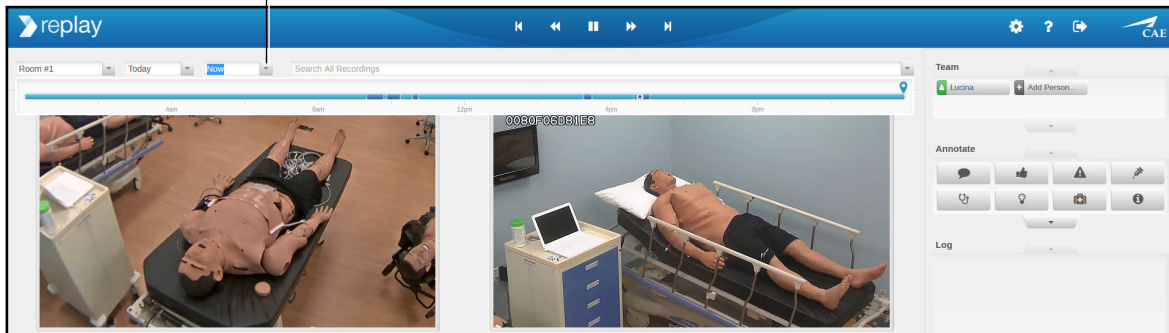 replay
CAE
Room #1 Today Now Search All Recordings
4am 8am 12pm 4pm 8pm
0080F06D81E8
Team
Lucina Add Person...
Annotate
Log